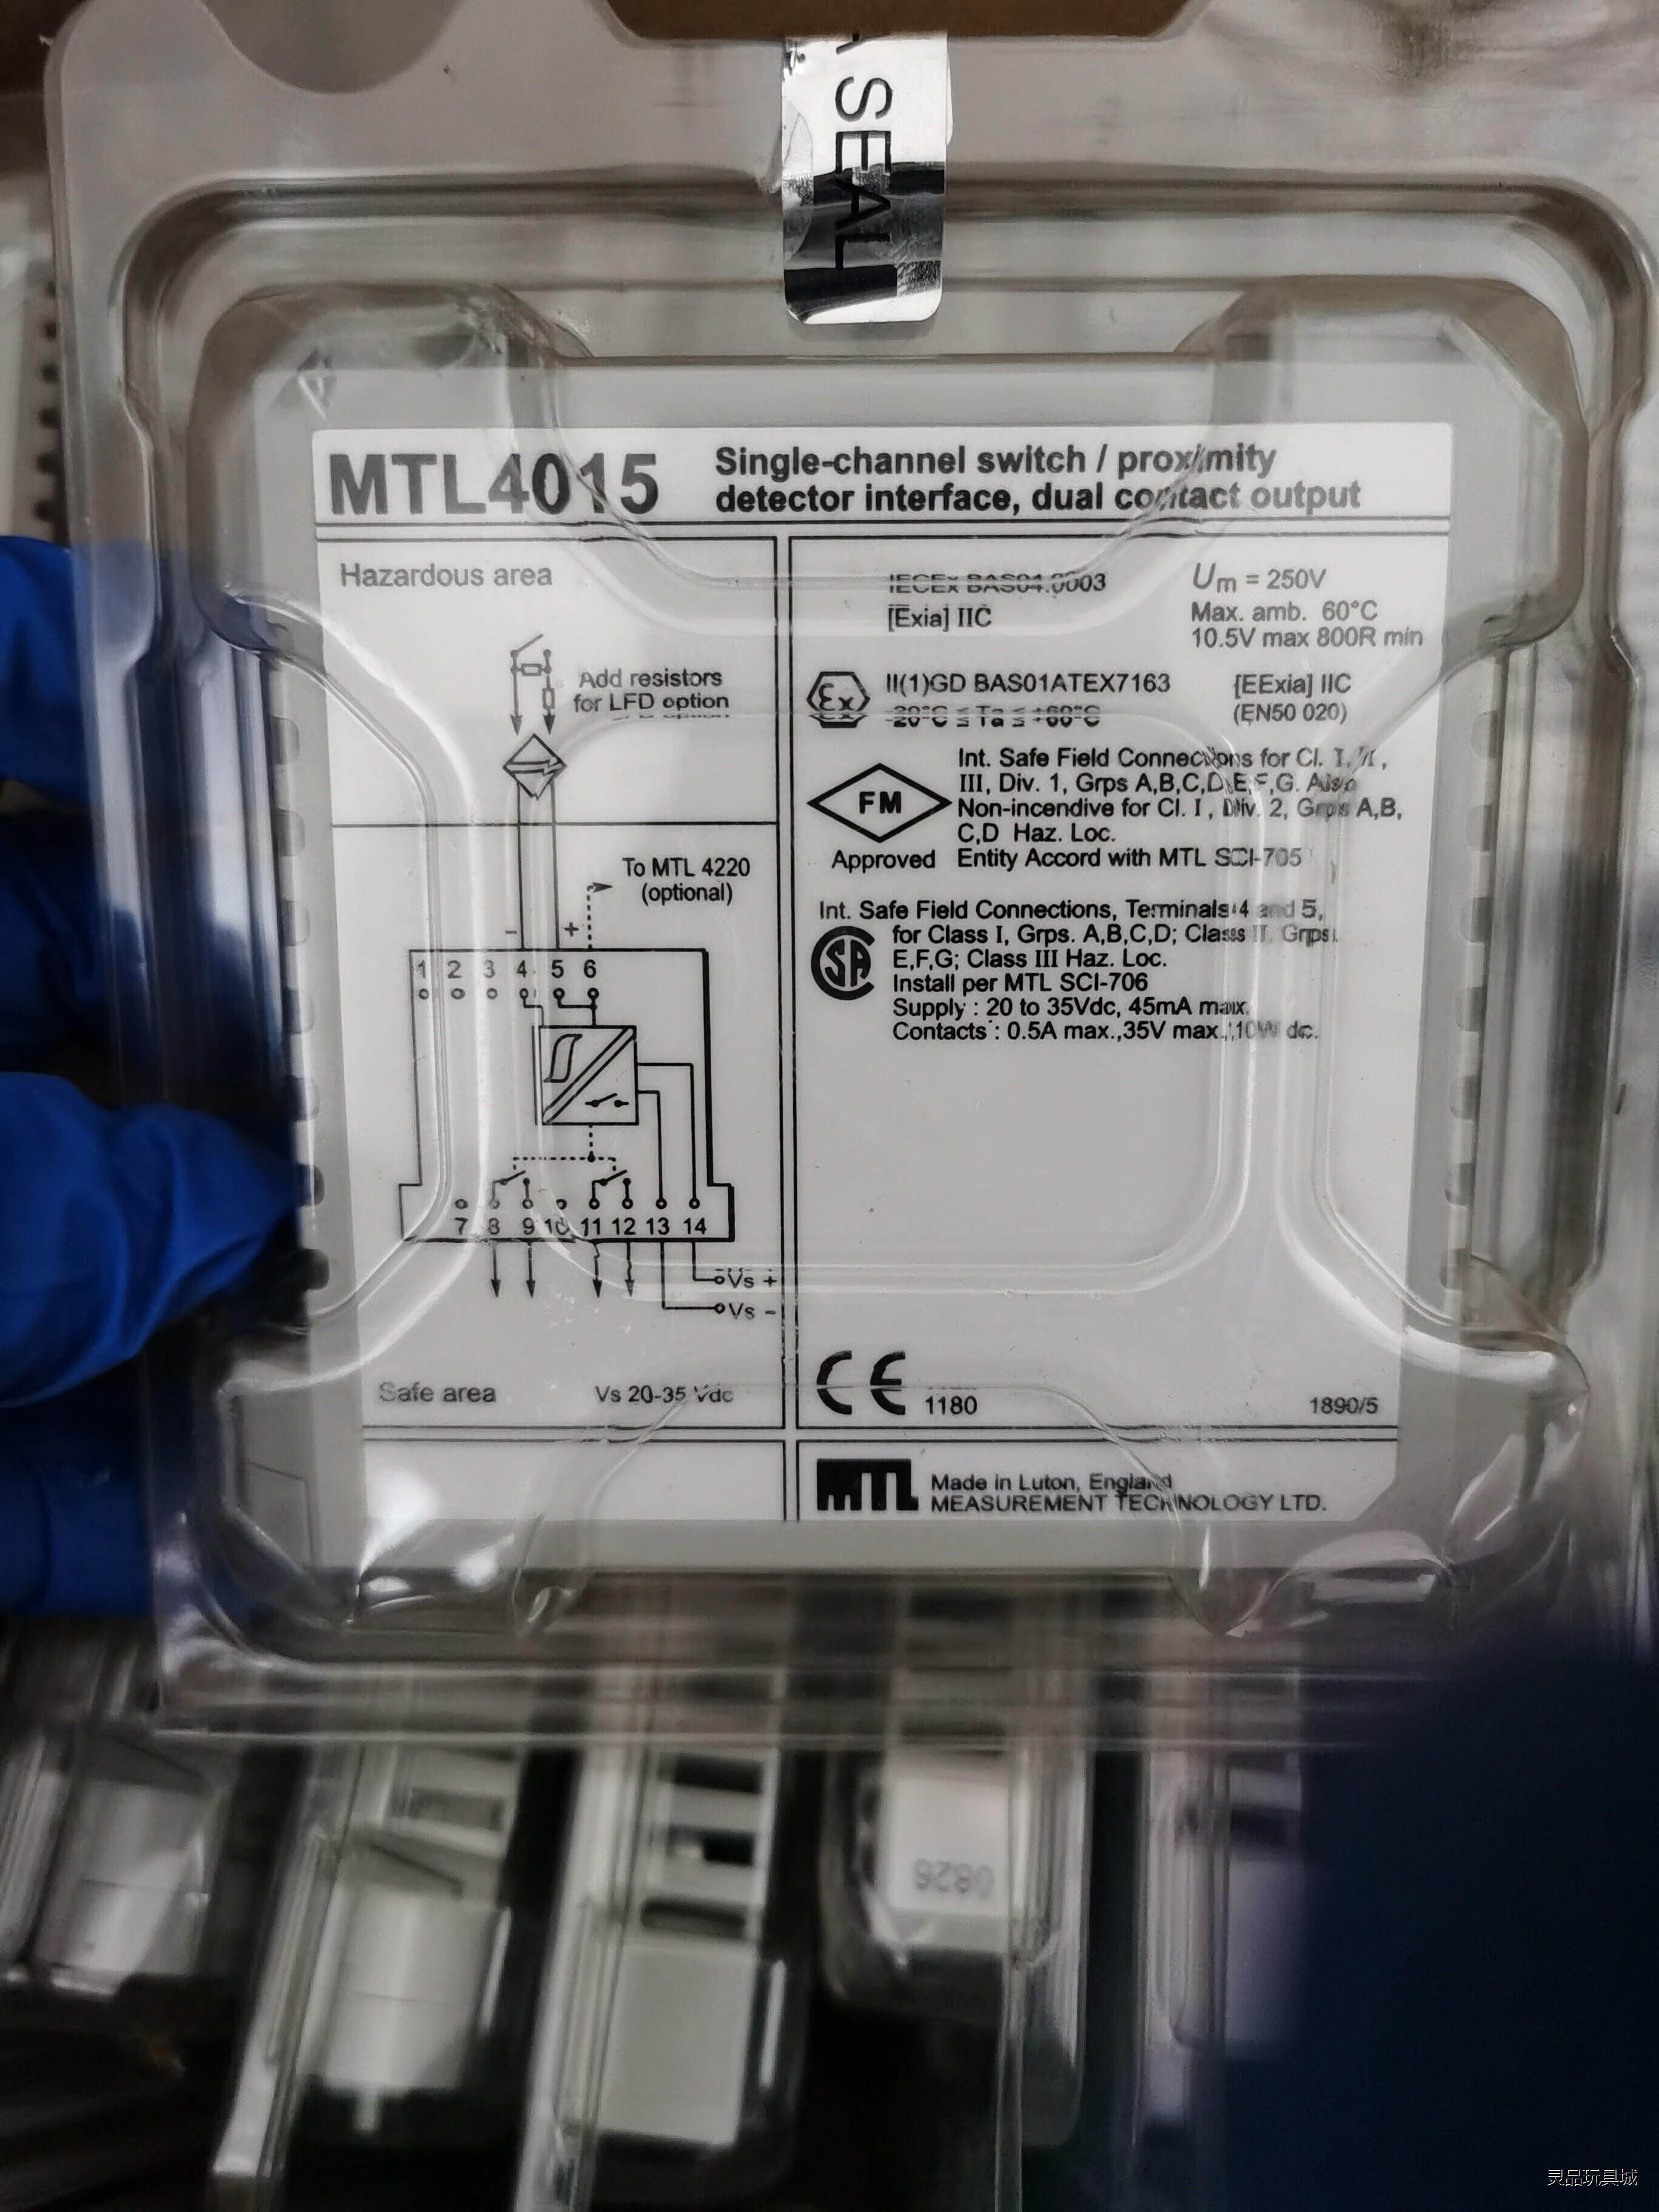 A SEAL
MTL4015
Single-channel switch / proximity
detector interface, dual contact output
Hazardous area
Add resistors
for LFD option
To MTL 4220
(optional)
- +
1 2 3 4 5 6
7 8 9 10 11 12 13 14
Vs +
Vs -
Safe area Vs 20-35 Vdc
IECEx BAS04.0003
[Exia] IIC
Um = 250V
Max. amb. 60°C
10.5V max 800R min
Ex
II(1)GD BAS01ATEX7163 [EExia] IIC
-20°C ≤ Ta ≤ +60°C (EN50 020)
FM
Approved
Int. Safe Field Connections for Cl. I, II,
III, Div. 1, Grps A,B,C,D,E,F,G. Also
Non-incendive for Cl. I, Div. 2, Grps A,B,
C,D Haz. Loc.
Entity Accord with MTL SCI-705
Int. Safe Field Connections, Terminals 4 and 5,
SA
for Class I, Grps. A,B,C,D; Class II, Grps.
E,F,G; Class III Haz. Loc.
Install per MTL SCI-706
Supply : 20 to 35Vdc, 45mA max.
Contacts : 0.5A max.,35V max.,10W dc.
CE 1180 1890/5
MTL
Made in Luton, England
MEASUREMENT TECHNOLOGY LTD.
0826
灵品玩具城